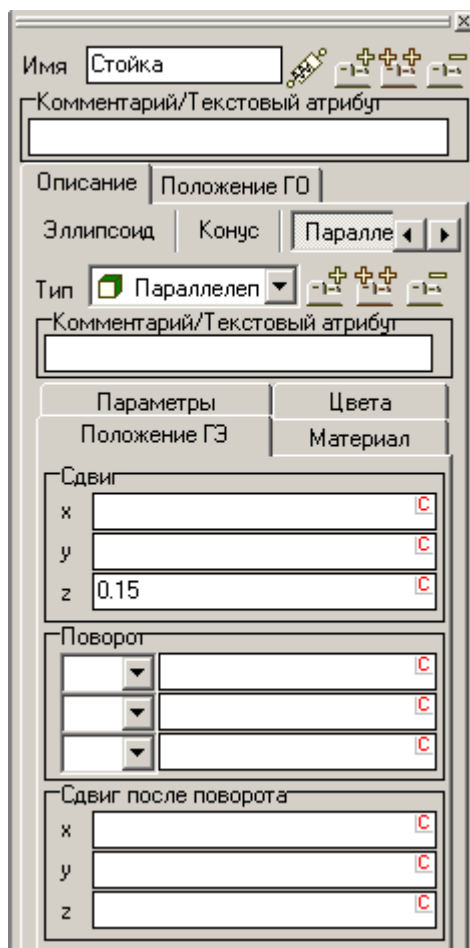 Имя Стойка
Комментарий/Текстовый атрибут
Описание Положение ГО
Эллипсоид Конус Паралле
Тип Параллелеп
Комментарий/Текстовый атрибут
Параметры Цвета
Положение ГЭ Материал
Сдвиг
x C
y C
z 0.15 C
Поворот
C
C
C
Сдвиг после поворота
x C
y C
z C